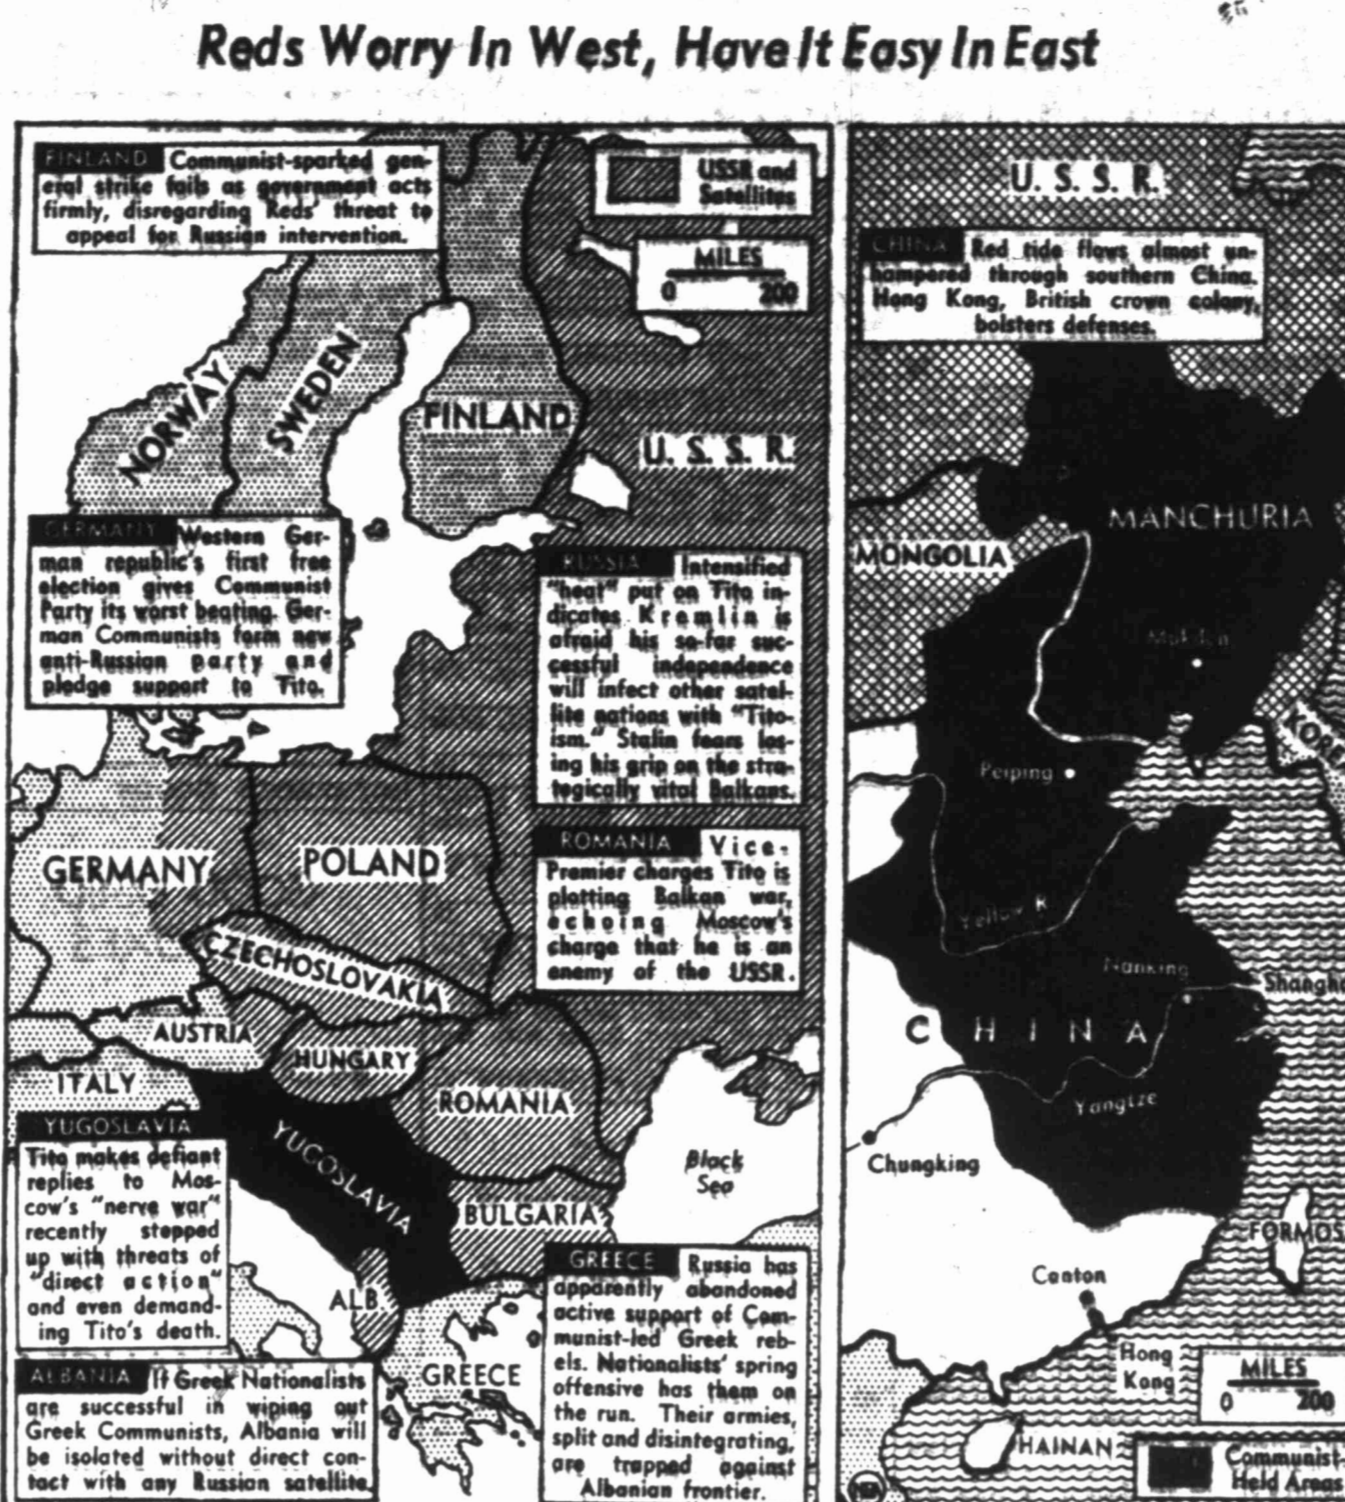 Reds Worry In West, Have It Easy In East
FINLAND Communist-sparked gen-
eral strike fails as government acts
firmly, disregarding Reds' threat to
appeal for Russian intervention.
USSR and
Satellites
MILES
0 200
NORWAY
SWEDEN
FINLAND
U. S. S. R.
GERMANY Western Ger-
man republic's first free
election gives Communist
Party its worst beating. Ger-
man Communists form new
anti-Russian party and
pledge support to Tito.
RUSSIA Intensified
"heat" put on Tito in-
dicates Kremlin is
afraid his so-far suc-
cessful independence
will infect other satel-
lite nations with "Tito-
ism." Stalin fears los-
ing his grip on the stra-
tegically vital Balkans.
GERMANY
POLAND
ROMANIA Vice-
Premier charges Tito is
plotting Balkan war,
echoing Moscow's
charge that he is an
enemy of the USSR.
CZECHOSLOVAKIA
AUSTRIA
HUNGARY
ITALY
ROMANIA
YUGOSLAVIA
Tito makes defiant
replies to Mos-
cow's "nerve war"
recently stepped
up with threats of
"direct action"
and even demand-
ing Tito's death.
YUGOSLAVIA
Black
Sea
BULGARIA
ALB.
GREECE
GREECE Russia has
apparently abandoned
active support of Com-
munist-led Greek reb-
els. Nationalists' spring
offensive has them on
the run. Their armies,
split and disintegrating,
are trapped against
Albanian frontier.
ALBANIA If Greek Nationalists
are successful in wiping out
Greek Communists, Albania will
be isolated without direct con-
tact with any Russian satellite.
U. S. S. R.
CHINA Red tide flows almost un-
hampered through southern China.
Hong Kong, British crown colony,
bolsters defenses.
MANCHURIA
MONGOLIA
Mukden
KORE
Peiping
Yellow R.
Nanking
Shangha
CHINA
Yangtze
Chungking
FORMOS
Canton
Hong
Kong
MILES
0 200
HAINAN
Communist-
Held Areas